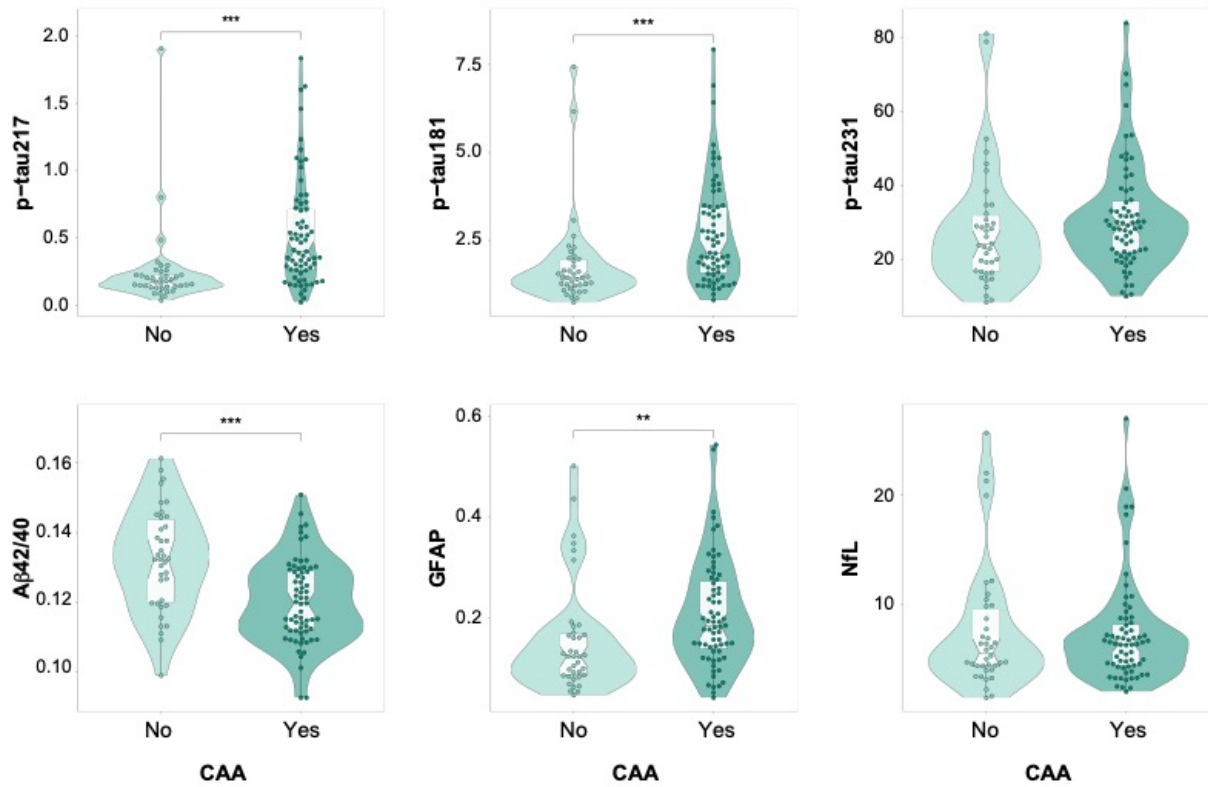 ***
***
p-tau217
2.0
1.5
1.0
0.5
0.0
No
Yes
p-tau181
7.5
5.0
2.5
No
Yes
p-tau231
80
60
40
20
No
Yes
***
**
Aβ42/40
0.16
0.14
0.12
0.10
No
Yes
CAA
GFAP
0.6
0.4
0.2
No
Yes
CAA
NfL
20
10
No
Yes
CAA